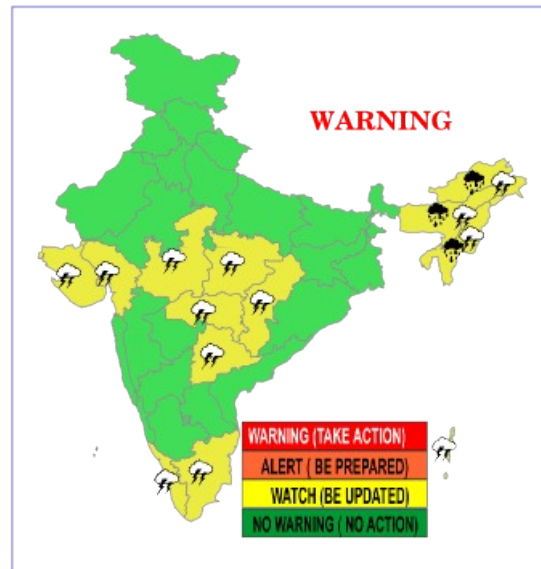 WARNING
WARNING (TAKE ACTION)
ALERT ( BE PREPARED)
WATCH (BE UPDATED)
NO WARNING ( NO ACTION)